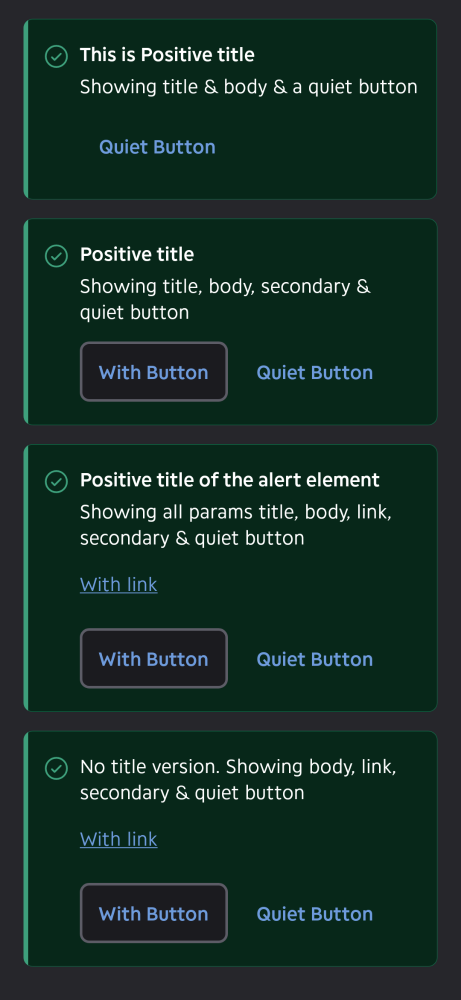 This is Positive title
Showing title & body & a quiet button
Quiet Button
Positive title
Showing title, body, secondary &
quiet button
With Button Quiet Button
Positive title of the alert element
Showing all params title, body, link,
secondary & quiet button
With link
With Button Quiet Button
No title version. Showing body, link,
secondary & quiet button
With link
With Button Quiet Button